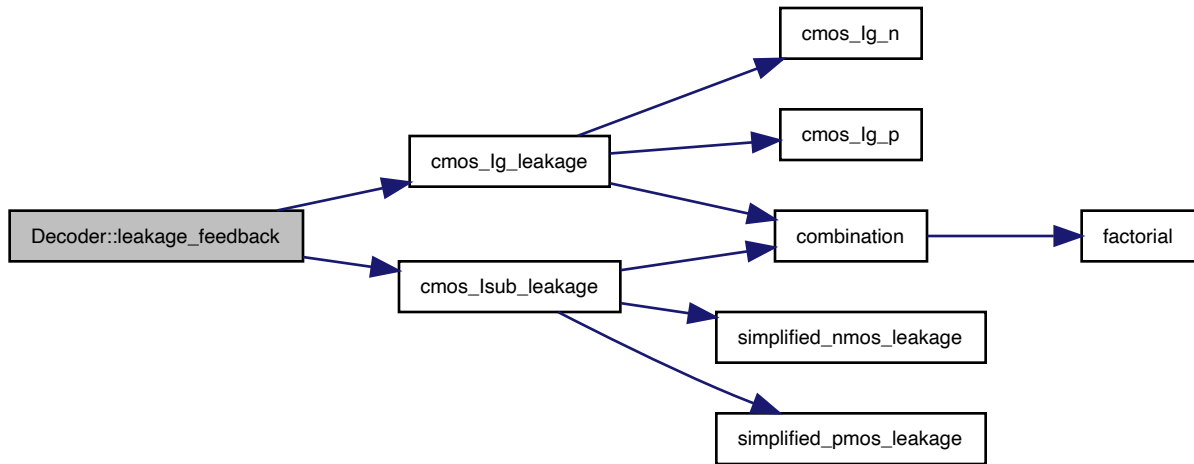 Decoder::leakage_feedback
cmos_Ig_leakage
cmos_Isub_leakage
cmos_Ig_n
cmos_Ig_p
combination
simplified_nmos_leakage
simplified_pmos_leakage
factorial